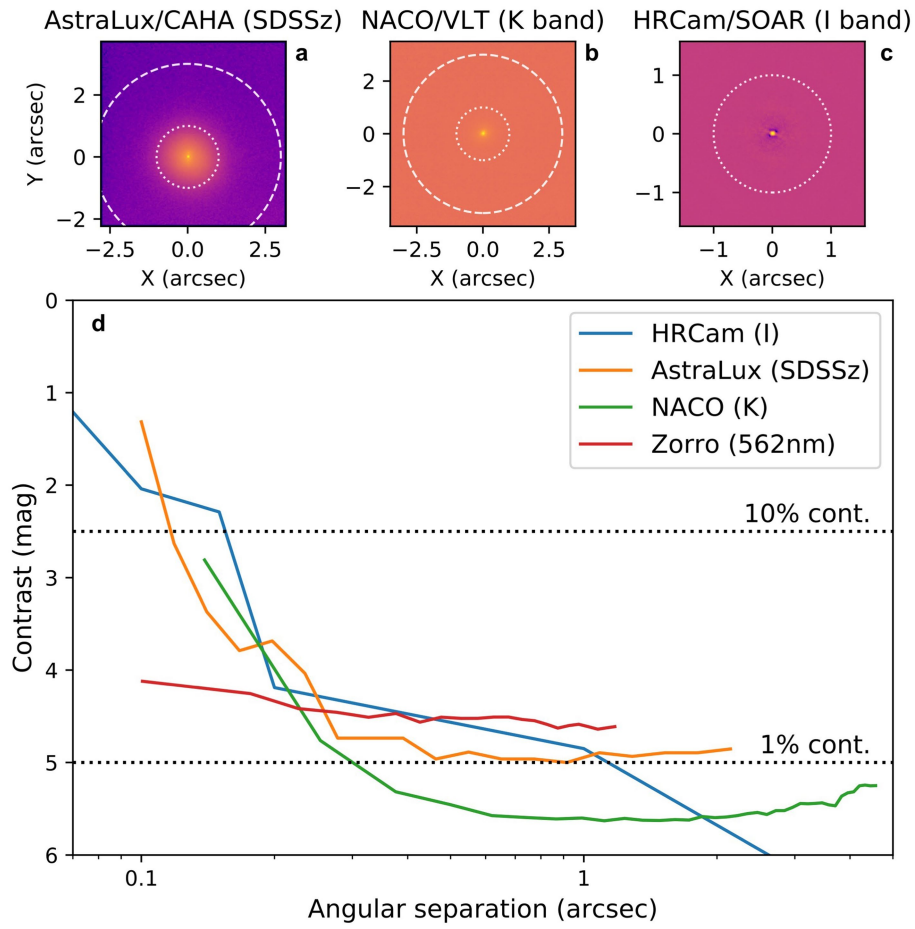 AstraLux/CAHA (SDSSz)
NACO/VLT (K band)
HRCam/SOAR (I band)
a
b
c
Y (arcsec)
2
0
−2
2
0
−2
1
0
−1
−2.5 0.0 2.5
−2.5 0.0 2.5
−1 0 1
X (arcsec)
X (arcsec)
X (arcsec)
d
HRCam (I)
AstraLux (SDSSz)
NACO (K)
Zorro (562nm)
10% cont.
1% cont.
Contrast (mag)
0
1
2
3
4
5
6
0.1 1
Angular separation (arcsec)